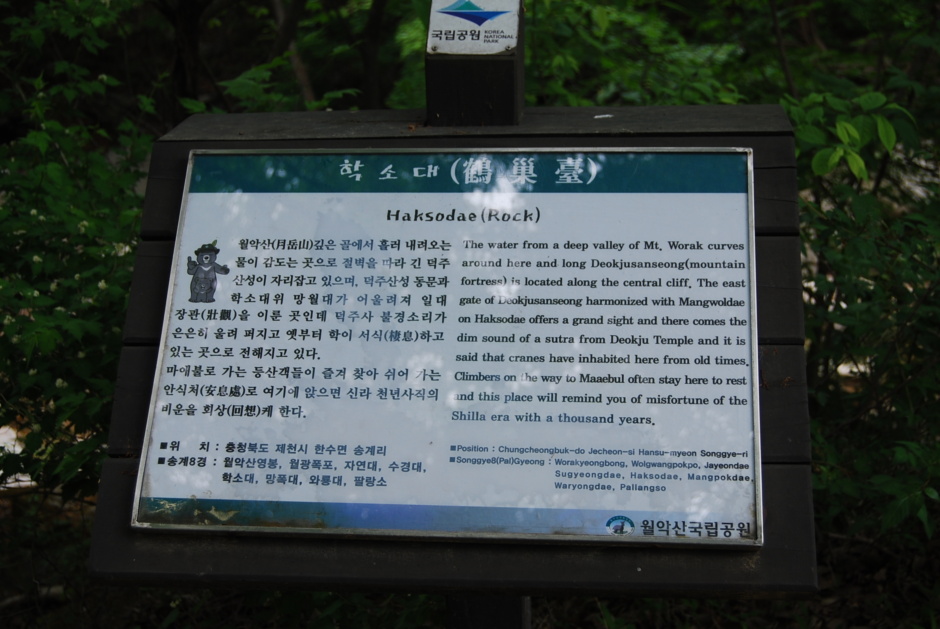 국립공원 KOREA NATIONAL PARK
학소대(鶴巢臺)
Haksodae(Rock)
월악산(月岳山)깊은 골에서 흘러 내려오는
물이 감도는 곳으로 절벽을 따라 긴 덕주
산성이 자리잡고 있으며, 덕주산성 동문과
학소대위 망월대가 어울려져 일대
장관(壯觀)을 이룬 곳인데 덕주사 불경소리가
은은히 울려 퍼지고 옛부터 학이 서식(棲息)하고
있는 곳으로 전해지고 있다.
마애불로 가는 등산객들이 즐겨 찾아 쉬어 가는
안식처(安息處)로 여기에 앉으면 신라 천년사직의
비운을 회상(回想)케 한다.
■위 치 : 충청북도 제천시 한수면 송계리
■송계8경 : 월악산영봉, 월광폭포, 자연대, 수경대,
학소대, 망폭대, 와룡대, 팔랑소
The water from a deep valley of Mt. Worak curves
around here and long Deokjusanseong(mountain
fortress) is located along the central cliff. The east
gate of Deokjusanseong harmonized with Mangwoldae
on Haksodae offers a grand sight and there comes the
dim sound of a sutra from Deokju Temple and it is
said that cranes have inhabited here from old times.
Climbers on the way to Maaebul often stay here to rest
and this place will remind you of misfortune of the
Shilla era with a thousand years.
■Position : Chungcheongbuk-do Jecheon-si Hansu-myeon Songgye-ri
■Songgye8(Pal)Gyeong : Worakyeongbong, Wolgwangpokpo, Jayeondae
Sugyeongdae, Haksodae, Mangpokdae,
Waryongdae, Pallangso
월악산국립공원